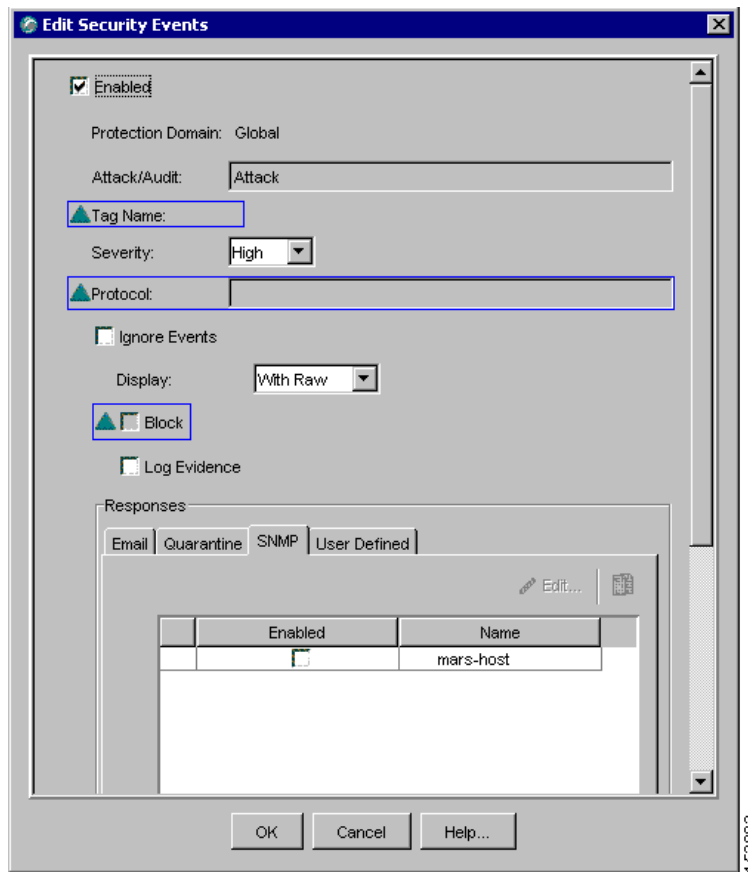 Edit Security Events
Enabled
Protection Domain: Global
Attack/Audit: Attack
Tag Name:
Severity: High
Protocol:
Ignore Events
Display: With Raw
Block
Log Evidence
Responses
Email Quarantine SNMP User Defined
Edit...
Enabled Name
mars-host
OK Cancel Help...